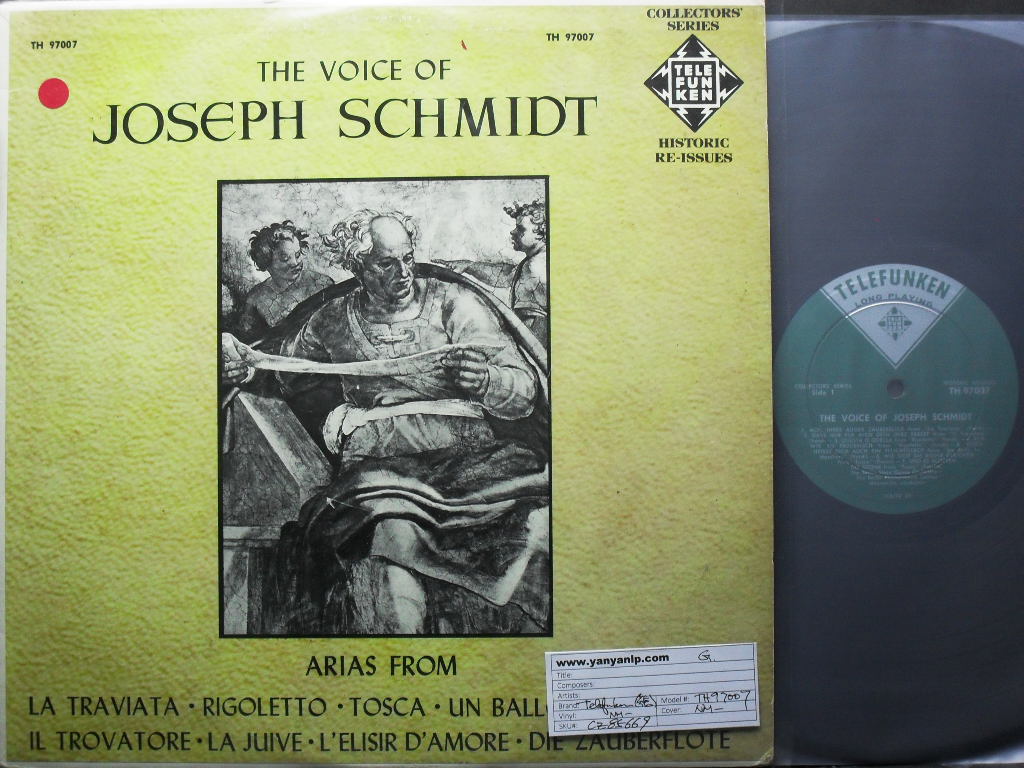 TH 97007
TH 97007
COLLECTORS'
SERIES
TELE
FUN
KEN
HISTORIC
RE-ISSUES
THE VOICE OF
JOSEPH SCHMIDT
ARIAS FROM
LA TRAVIATA · RIGOLETTO · TOSCA · UN BALL
IL TROVATORE · LA JUIVE · L'ELISIR D'AMORE · DIE ZAUBERFLOTE
www.yanyanlp.com G.
Title:
Composers:
Artists:
Brand: Model #: TH97007
Vinyl: NM- Cover: NM-
SKU#:
TELEFUNKEN
LONG PLAYING
COLLECTORS' SERIES
Side 1
TH 97007
THE VOICE OF JOSEPH SCHMIDT